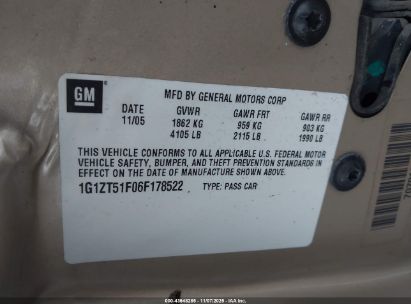 GM
MFD BY GENERAL MOTORS CORP
DATE GVWR GAWR FRT GAWR RR
11/05 1862 KG 959 KG 903 KG
4105 LB 2115 LB 1990 LB
THIS VEHICLE CONFORMS TO ALL APPLICABLE U.S. FEDERAL MOTOR
VEHICLE SAFETY, BUMPER, AND THEFT PREVENTION STANDARDS IN
EFFECT ON THE DATE OF MANUFACTURE SHOWN ABOVE.
1G1ZT51F06F178522 TYPE: PASS CAR